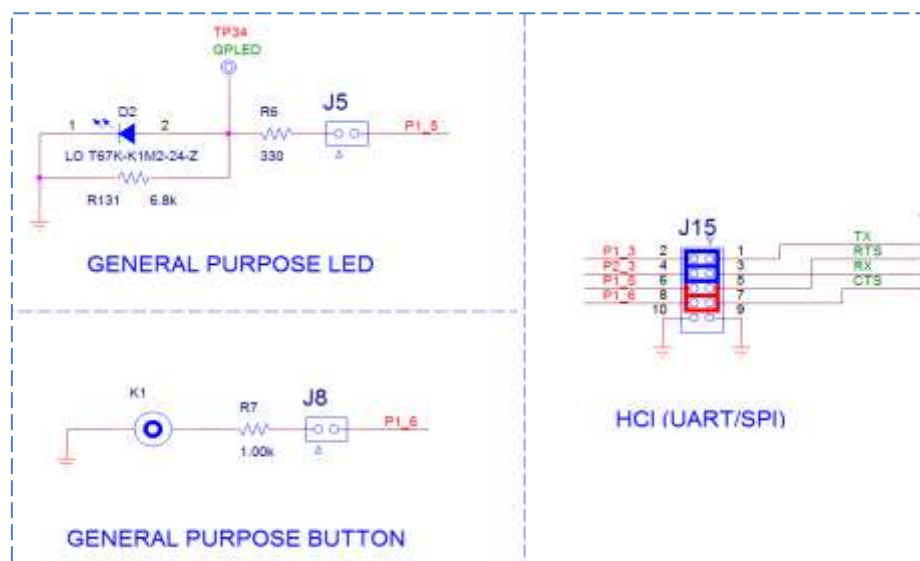 TP34
GPLED
D2
1 2
R6
J5
P1_5
LO T67K-K1M2-24-Z
330
R131 6.8k
GENERAL PURPOSE LED
K1
R7
J8
P1_6
1.00k
GENERAL PURPOSE BUTTON
J15
P1_3 2 1 TX
RTS
P2_3 4 3 RX
P1_5 6 5 CTS
P1_6 8 7
10 9
HCI (UART/SPI)